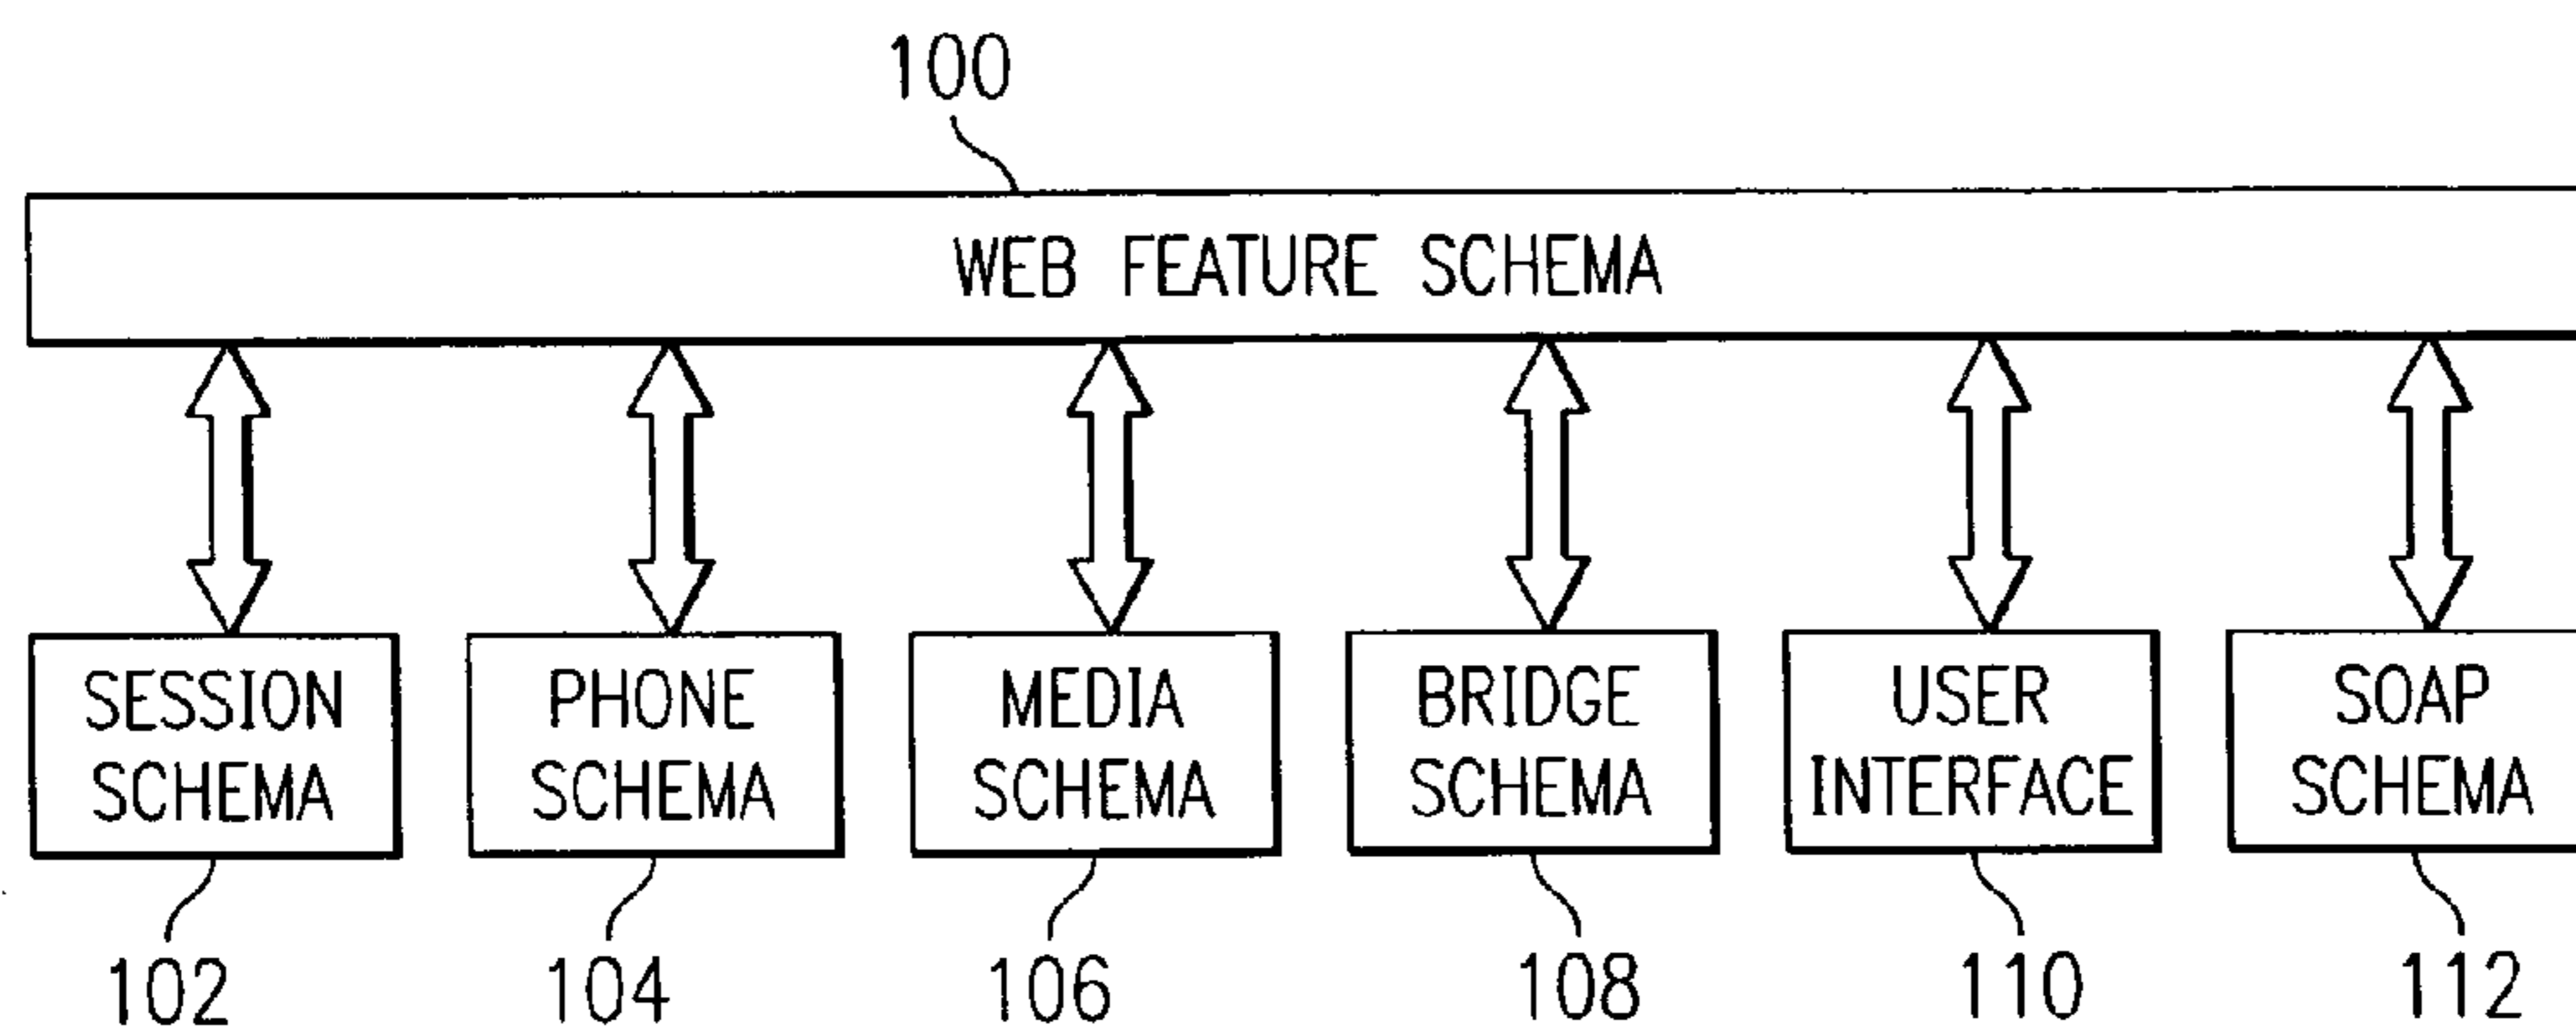 100
WEB FEATURE SCHEMA
SESSION
SCHEMA
PHONE
SCHEMA
MEDIA
SCHEMA
BRIDGE
SCHEMA
USER
INTERFACE
SOAP
SCHEMA
102
104
106
108
110
112